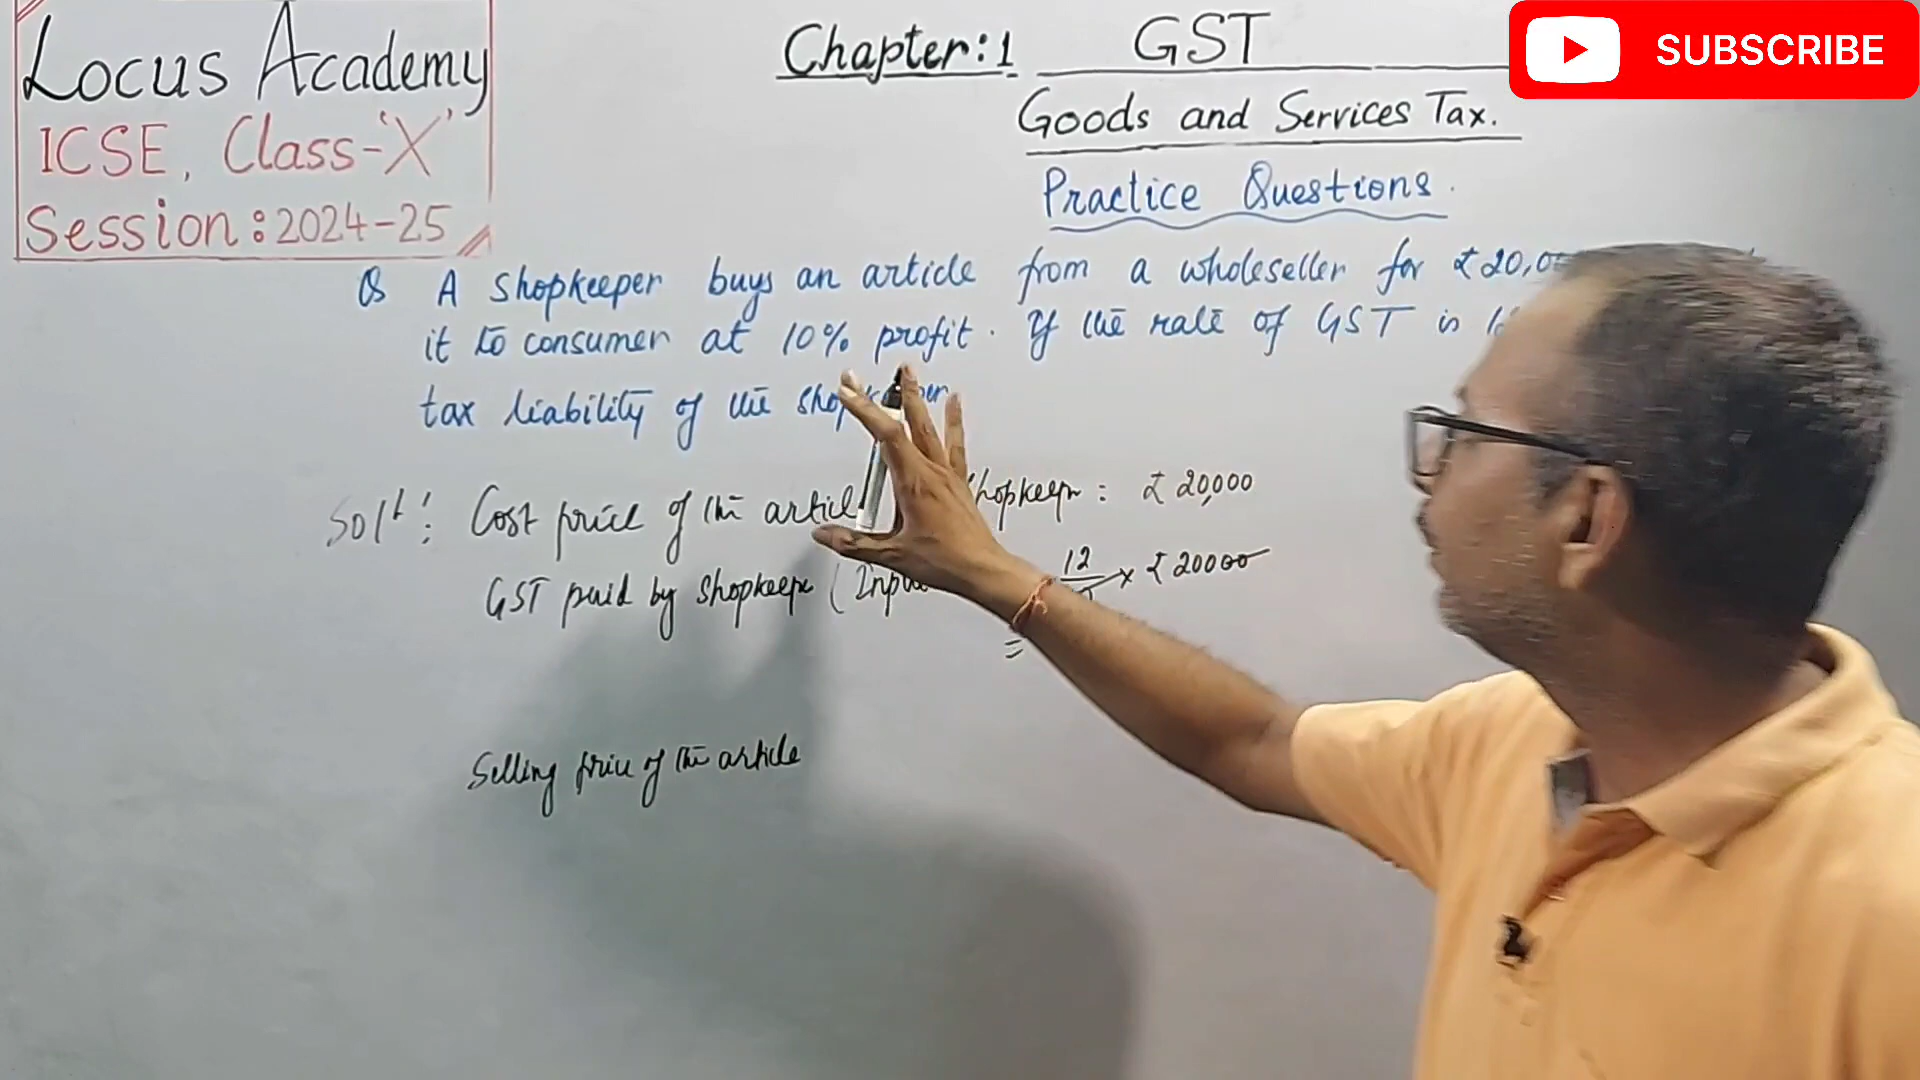 Locus Academy
ICSE, Class-'X'
Session: 2024-25
Chapter:1 GST
SUBSCRIBE
Goods and Services Tax.
Practice Questions.
Q A shopkeeper buys an article from a wholeseller for ₹20,0
it to consumer at 10% profit. If the rate of GST is
tax liability of the
Solⁿ: Cost price of the article shopkeeper: ₹20,000
GST paid by shopkeeper (Input 12 × ₹20000
=
Selling price of the article